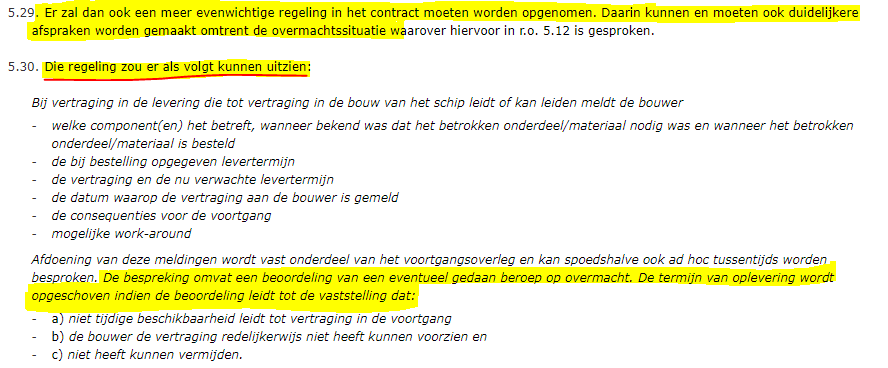 5.29. Er zal dan ook een meer evenwichtige regeling in het contract moeten worden opgenomen. Daarin kunnen en moeten ook duidelijkere
afspraken worden gemaakt omtrent de overmachtssituatie waarover hiervoor in r.o. 5.12 is gesproken.
5.30. Die regeling zou er als volgt kunnen uitzien:
Bij vertraging in de levering die tot vertraging in de bouw van het schip leidt of kan leiden meldt de bouwer
- welke component(en) het betreft, wanneer bekend was dat het betrokken onderdeel/materiaal nodig was en wanneer het betrokken
onderdeel/materiaal is besteld
- de bij bestelling opgegeven levertermijn
- de vertraging en de nu verwachte levertermijn
- de datum waarop de vertraging aan de bouwer is gemeld
- de consequenties voor de voortgang
- mogelijke work-around
Afdoening van deze meldingen wordt vast onderdeel van het voortgangsoverleg en kan spoedshalve ook ad hoc tussentijds worden
besproken. De bespreking omvat een beoordeling van een eventueel gedaan beroep op overmacht. De termijn van oplevering wordt
opgeschoven indien de beoordeling leidt tot de vaststelling dat:
- a) niet tijdige beschikbaarheid leidt tot vertraging in de voortgang
- b) de bouwer de vertraging redelijkerwijs niet heeft kunnen voorzien en
- c) niet heeft kunnen vermijden.